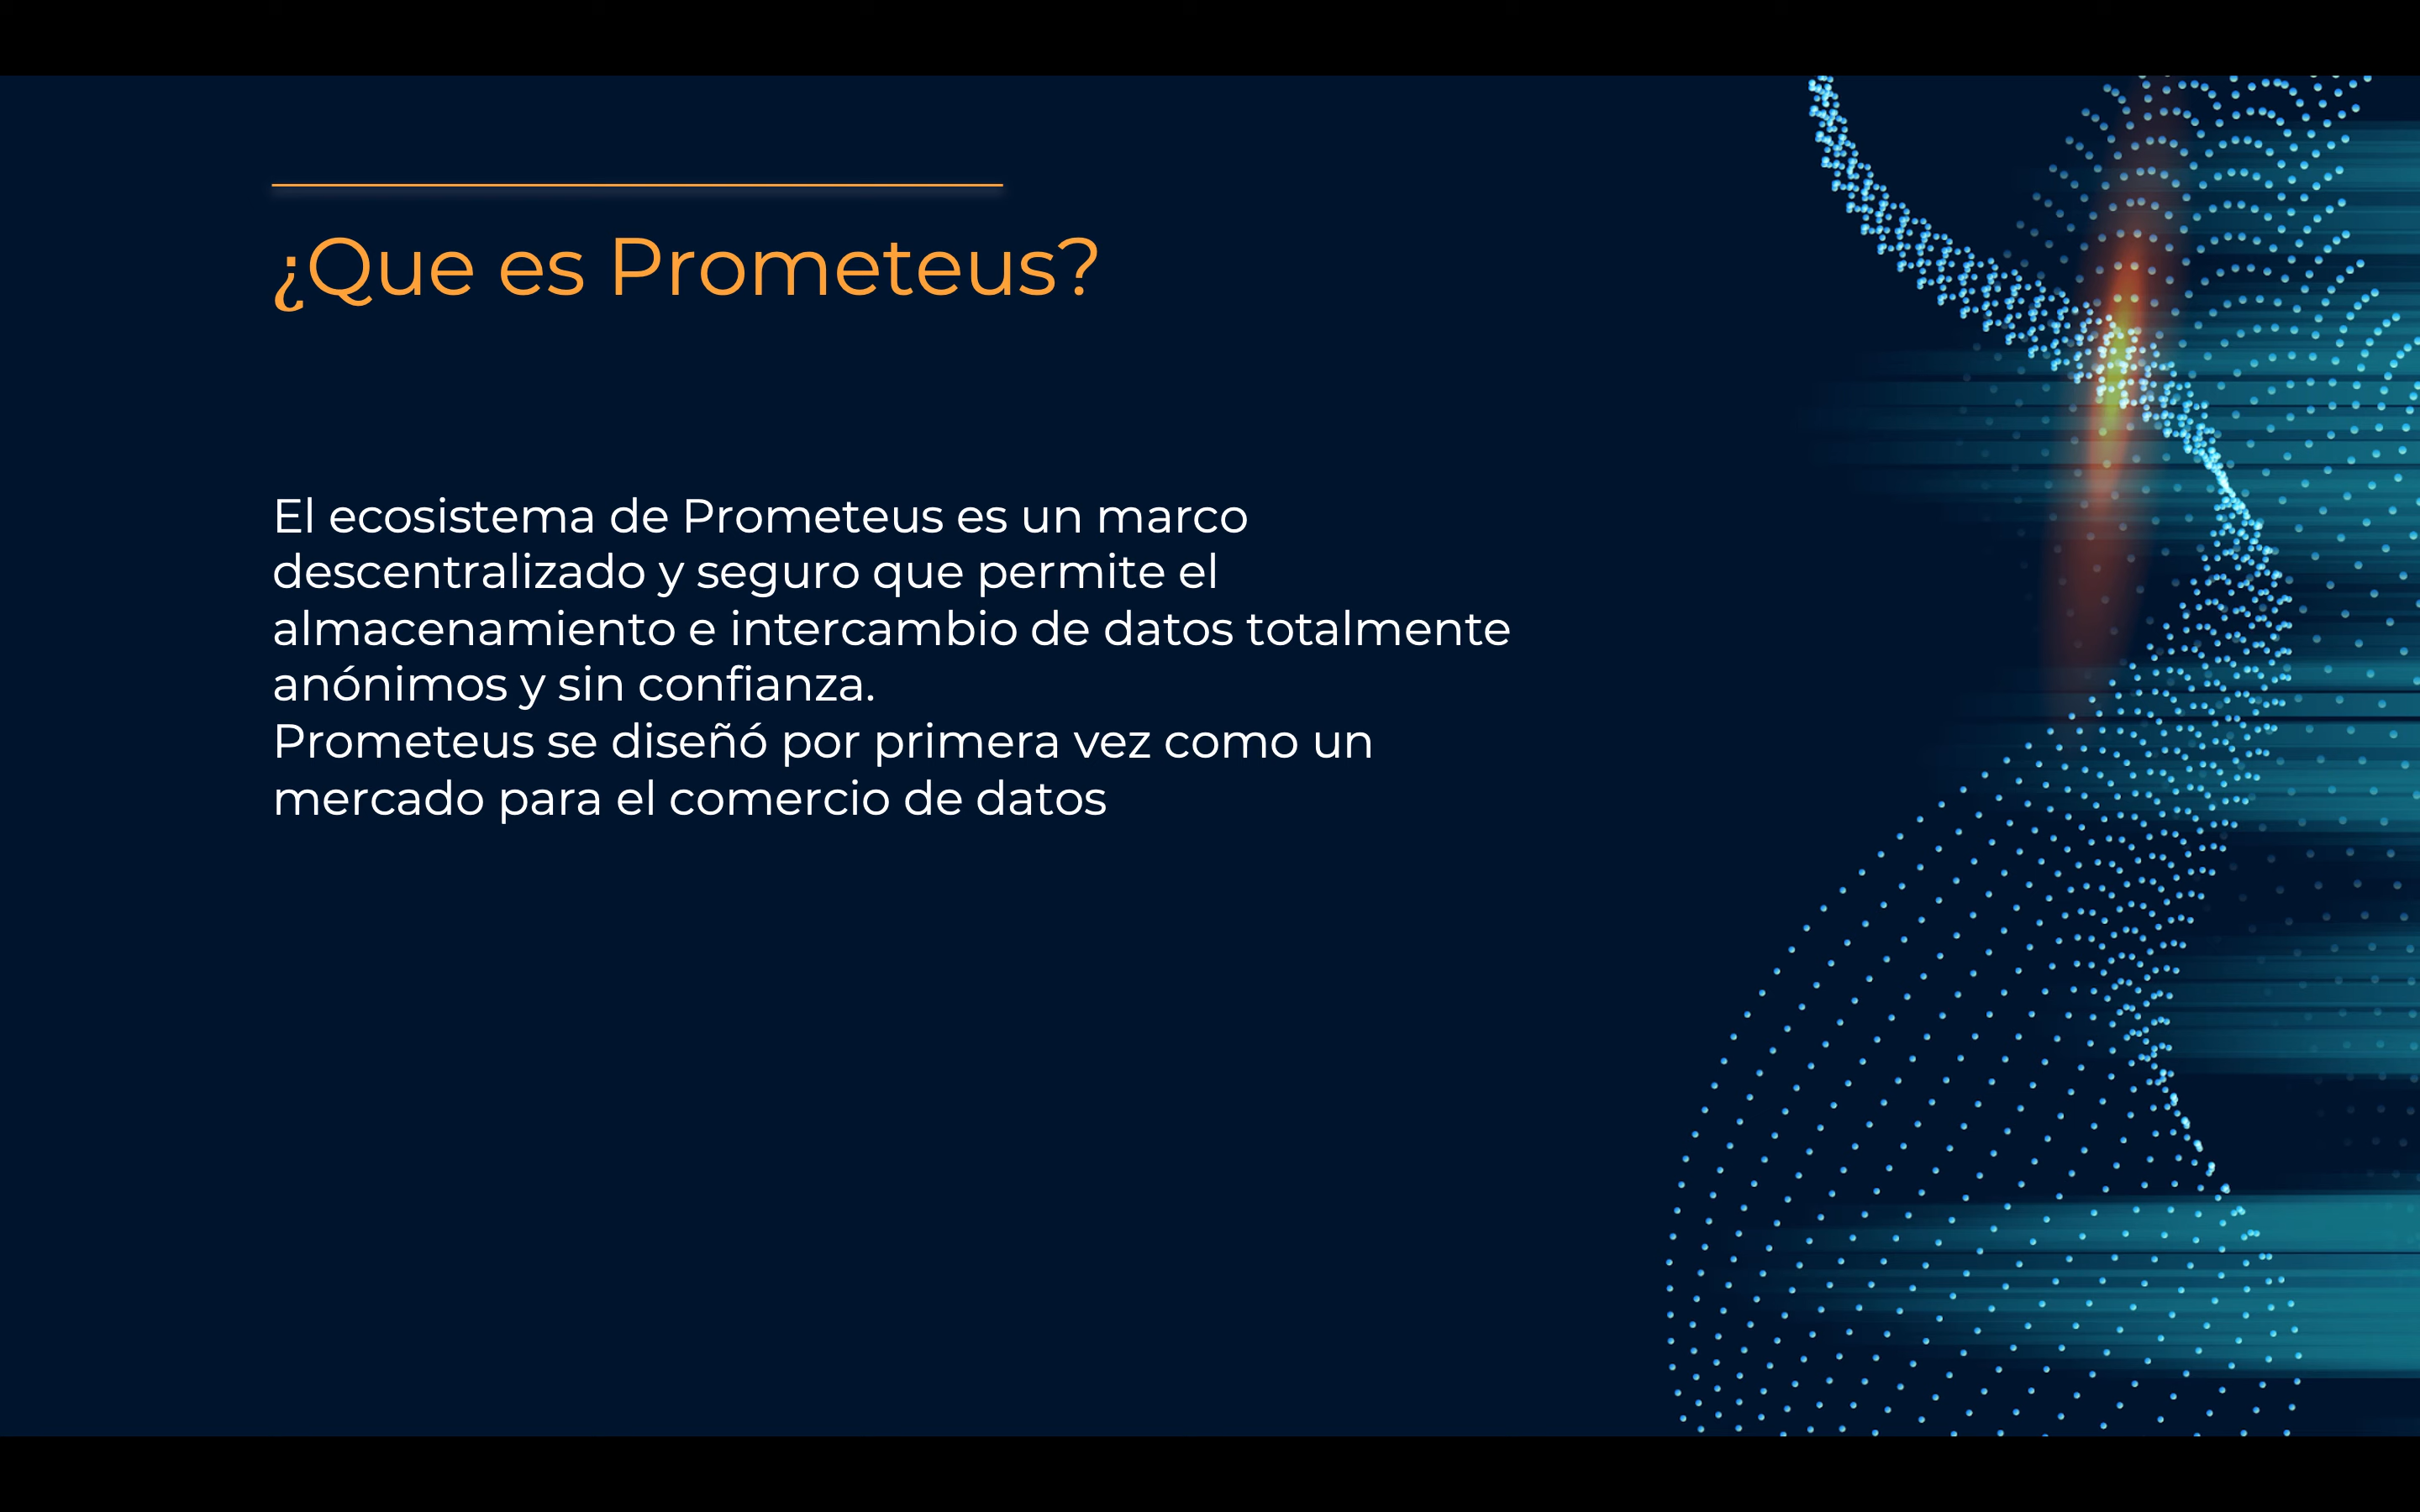 ¿Que es Prometeus?
El ecosistema de Prometeus es un marco
descentralizado y seguro que permite el
almacenamiento e intercambio de datos totalmente
anónimos y sin confianza.
Prometeus se diseñó por primera vez como un
mercado para el comercio de datos